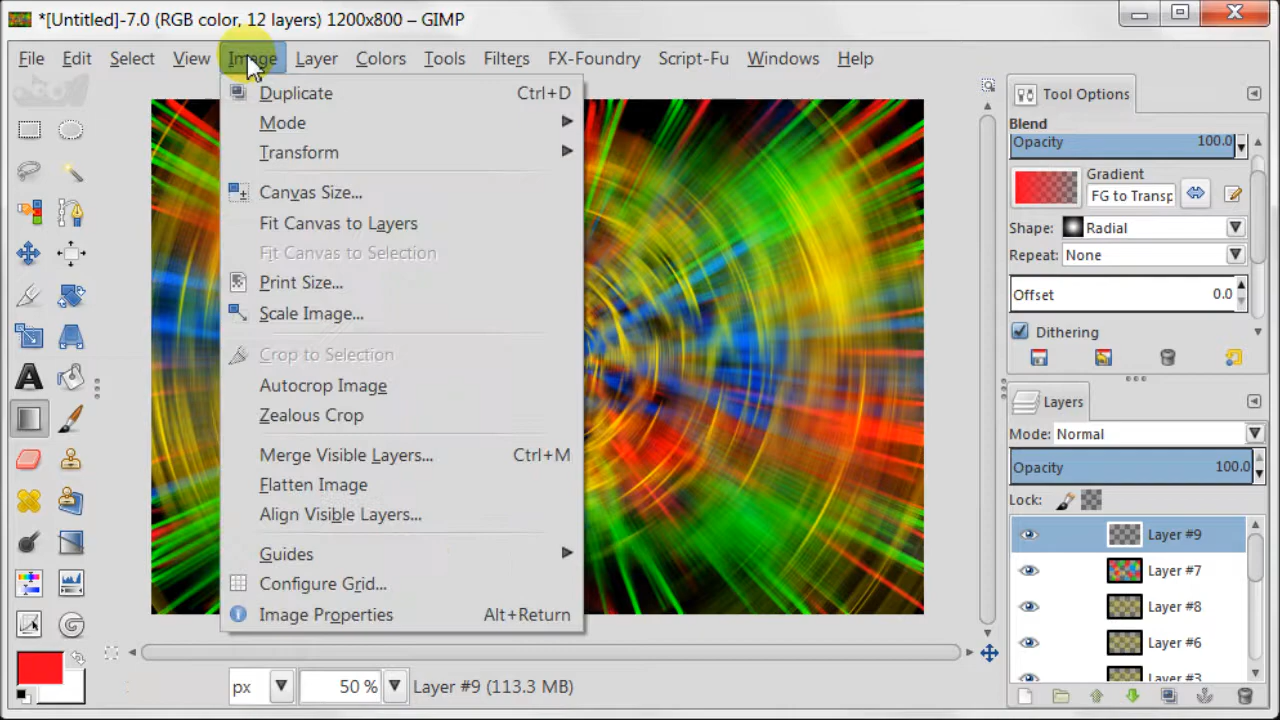 *[Untitled]-7.0 (RGB color, 12 layers) 1200x800 – GIMP
File Edit Select View Image Layer Colors Tools Filters FX-Foundry Script-Fu Windows Help
Duplicate Ctrl+D
Mode
Transform
Canvas Size...
Fit Canvas to Layers
Fit Canvas to Selection
Print Size...
Scale Image...
Crop to Selection
Autocrop Image
Zealous Crop
Merge Visible Layers... Ctrl+M
Flatten Image
Align Visible Layers...
Guides
Configure Grid...
Image Properties Alt+Return
Tool Options
Blend
Opacity 100.0
Gradient
FG to Transp
Shape: Radial
Repeat: None
Offset 0.0
Dithering
Layers
Mode: Normal
Opacity 100.0
Lock:
Layer #9
Layer #7
Layer #8
Layer #6
Layer #3
px 50 % Layer #9 (113.3 MB)